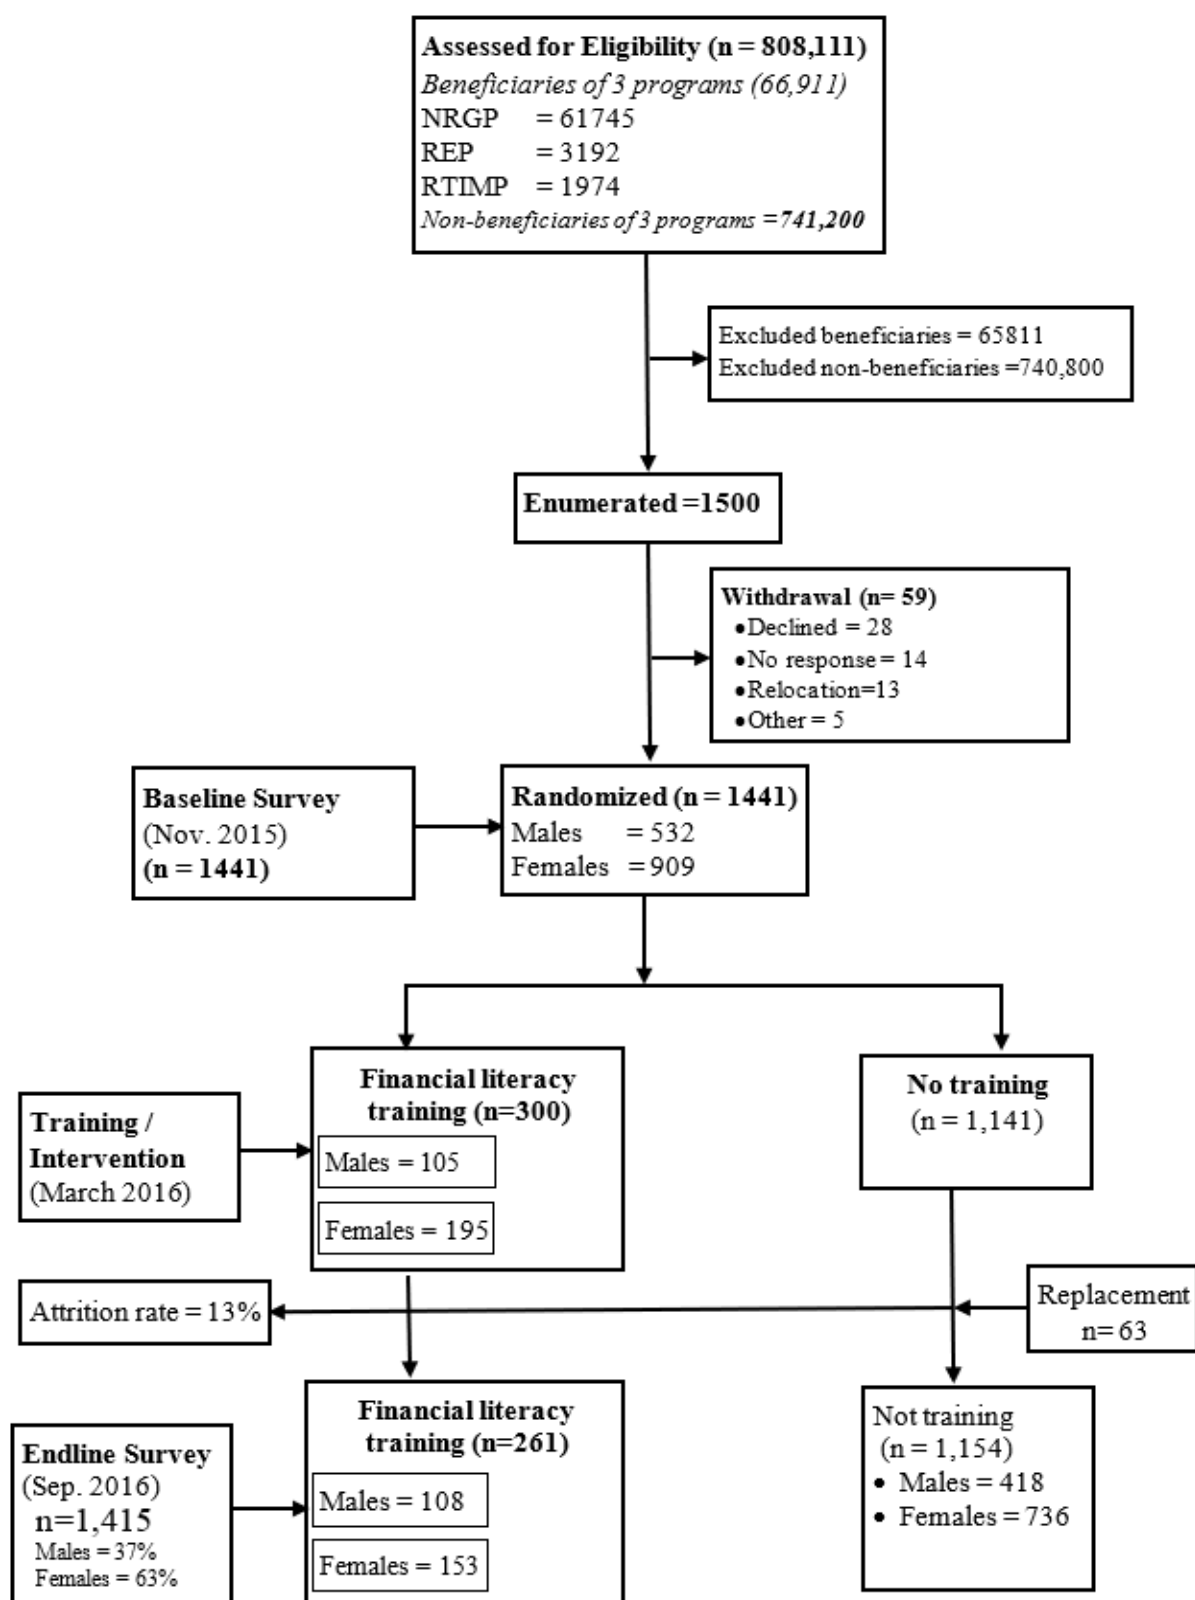 Assessed for Eligibility (n = 808,111)
Beneficiaries of 3 programs (66,911)
NRGP = 61745
REP = 3192
RTIMP = 1974
Non-beneficiaries of 3 programs =741,200
Excluded beneficiaries = 65811
Excluded non-beneficiaries =740,800
Enumerated =1500
Withdrawal (n= 59)
•Declined = 28
•No response = 14
•Relocation=13
•Other = 5
Baseline Survey
(Nov. 2015)
(n = 1441)
Randomized (n = 1441)
Males = 532
Females = 909
Training /
Intervention
(March 2016)
Financial literacy
training (n=300)
Males = 105
Females = 195
No training
(n = 1,141)
Attrition rate = 13%
Replacement
n= 63
Endline Survey
(Sep. 2016)
n=1,415
Males = 37%
Females = 63%
Financial literacy
training (n=261)
Males = 108
Females = 153
Not training
(n = 1,154)
• Males = 418
• Females = 736